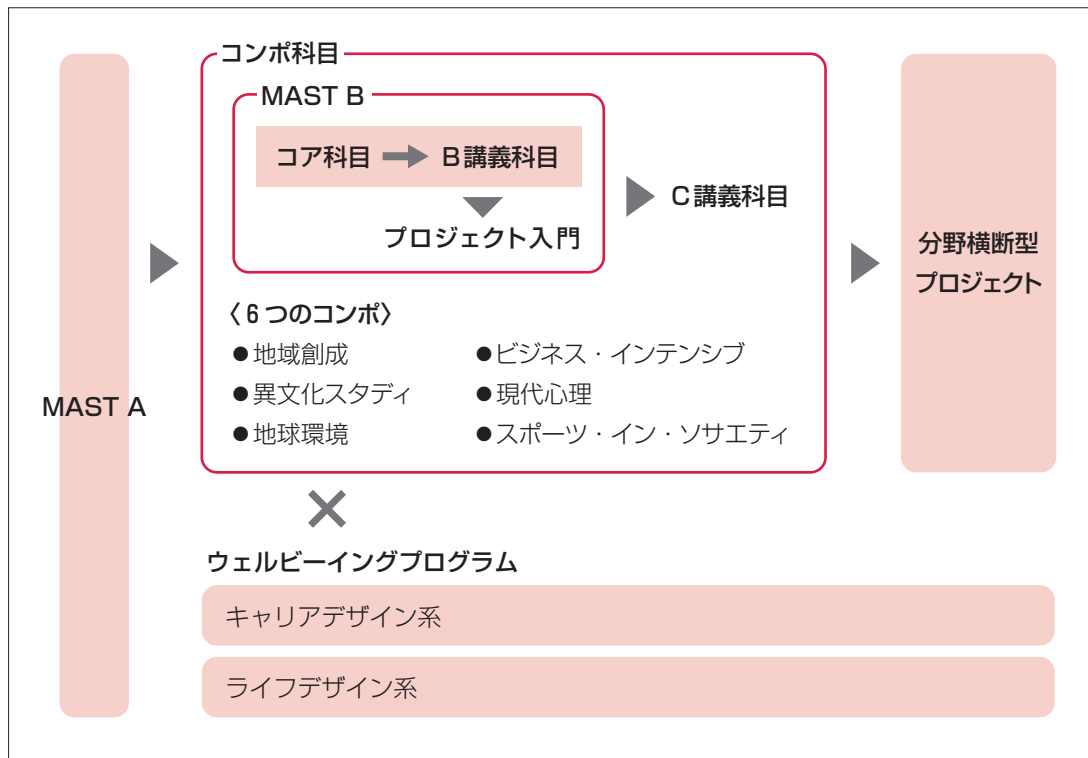 MAST A
コンポ科目
MAST B
コア科目
B講義科目
プロジェクト入門
C講義科目
〈6つのコンポ〉
●地域創成
●異文化スタディ
●地球環境
●ビジネス・インテンシブ
●現代心理
●スポーツ・イン・ソサエティ
分野横断型
プロジェクト
ウェルビーイングプログラム
キャリアデザイン系
ライフデザイン系